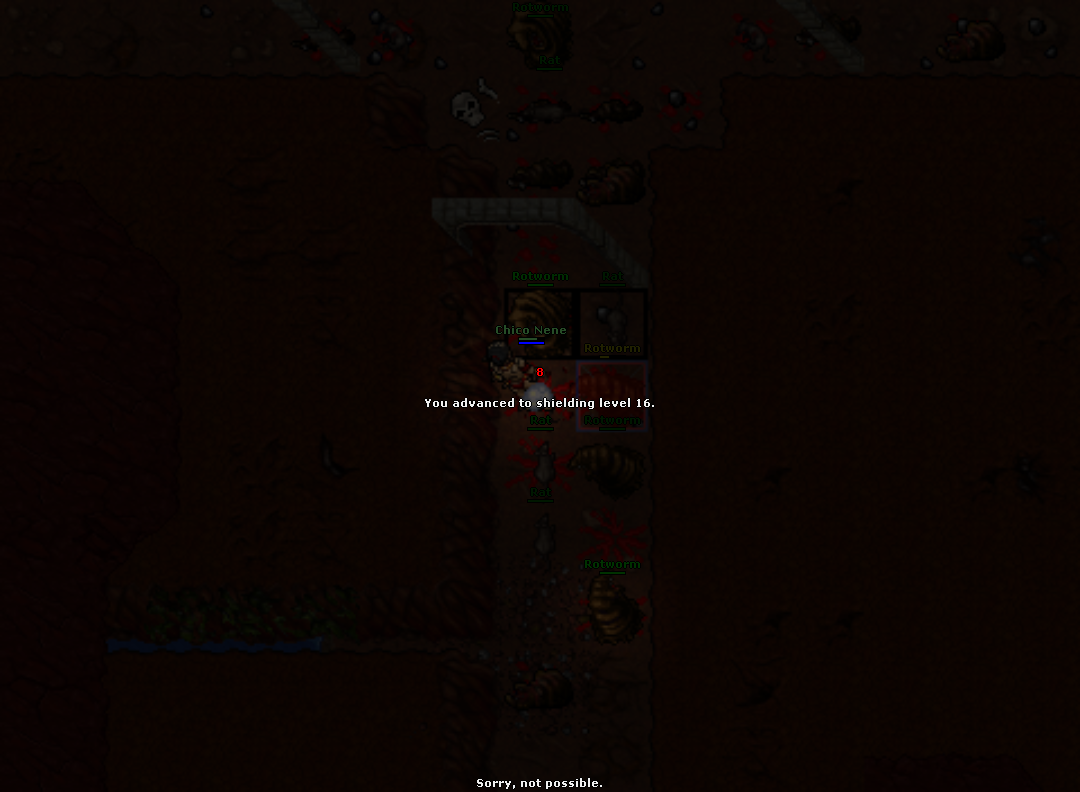 Rotworm
Rat
Rotworm
Rat
Chico Nene
Rotworm
8
You advanced to shielding level 16.
Rat
Rotworm
Rat
Rotworm
Sorry, not possible.